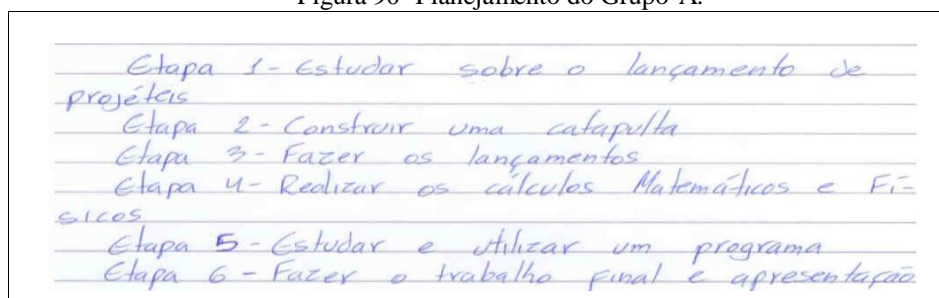 Figura 90- Planejamento do Grupo-A.
Etapa 1- Estudar sobre o lançamento de
projéteis
Etapa 2- Construir uma catapulta
Etapa 3- Fazer os lançamentos
Etapa 4- Realizar os cálculos Matemáticos e Fí-
sicos
Etapa 5- Estudar e utilizar um programa
Etapa 6- Fazer o trabalho final e apresentação